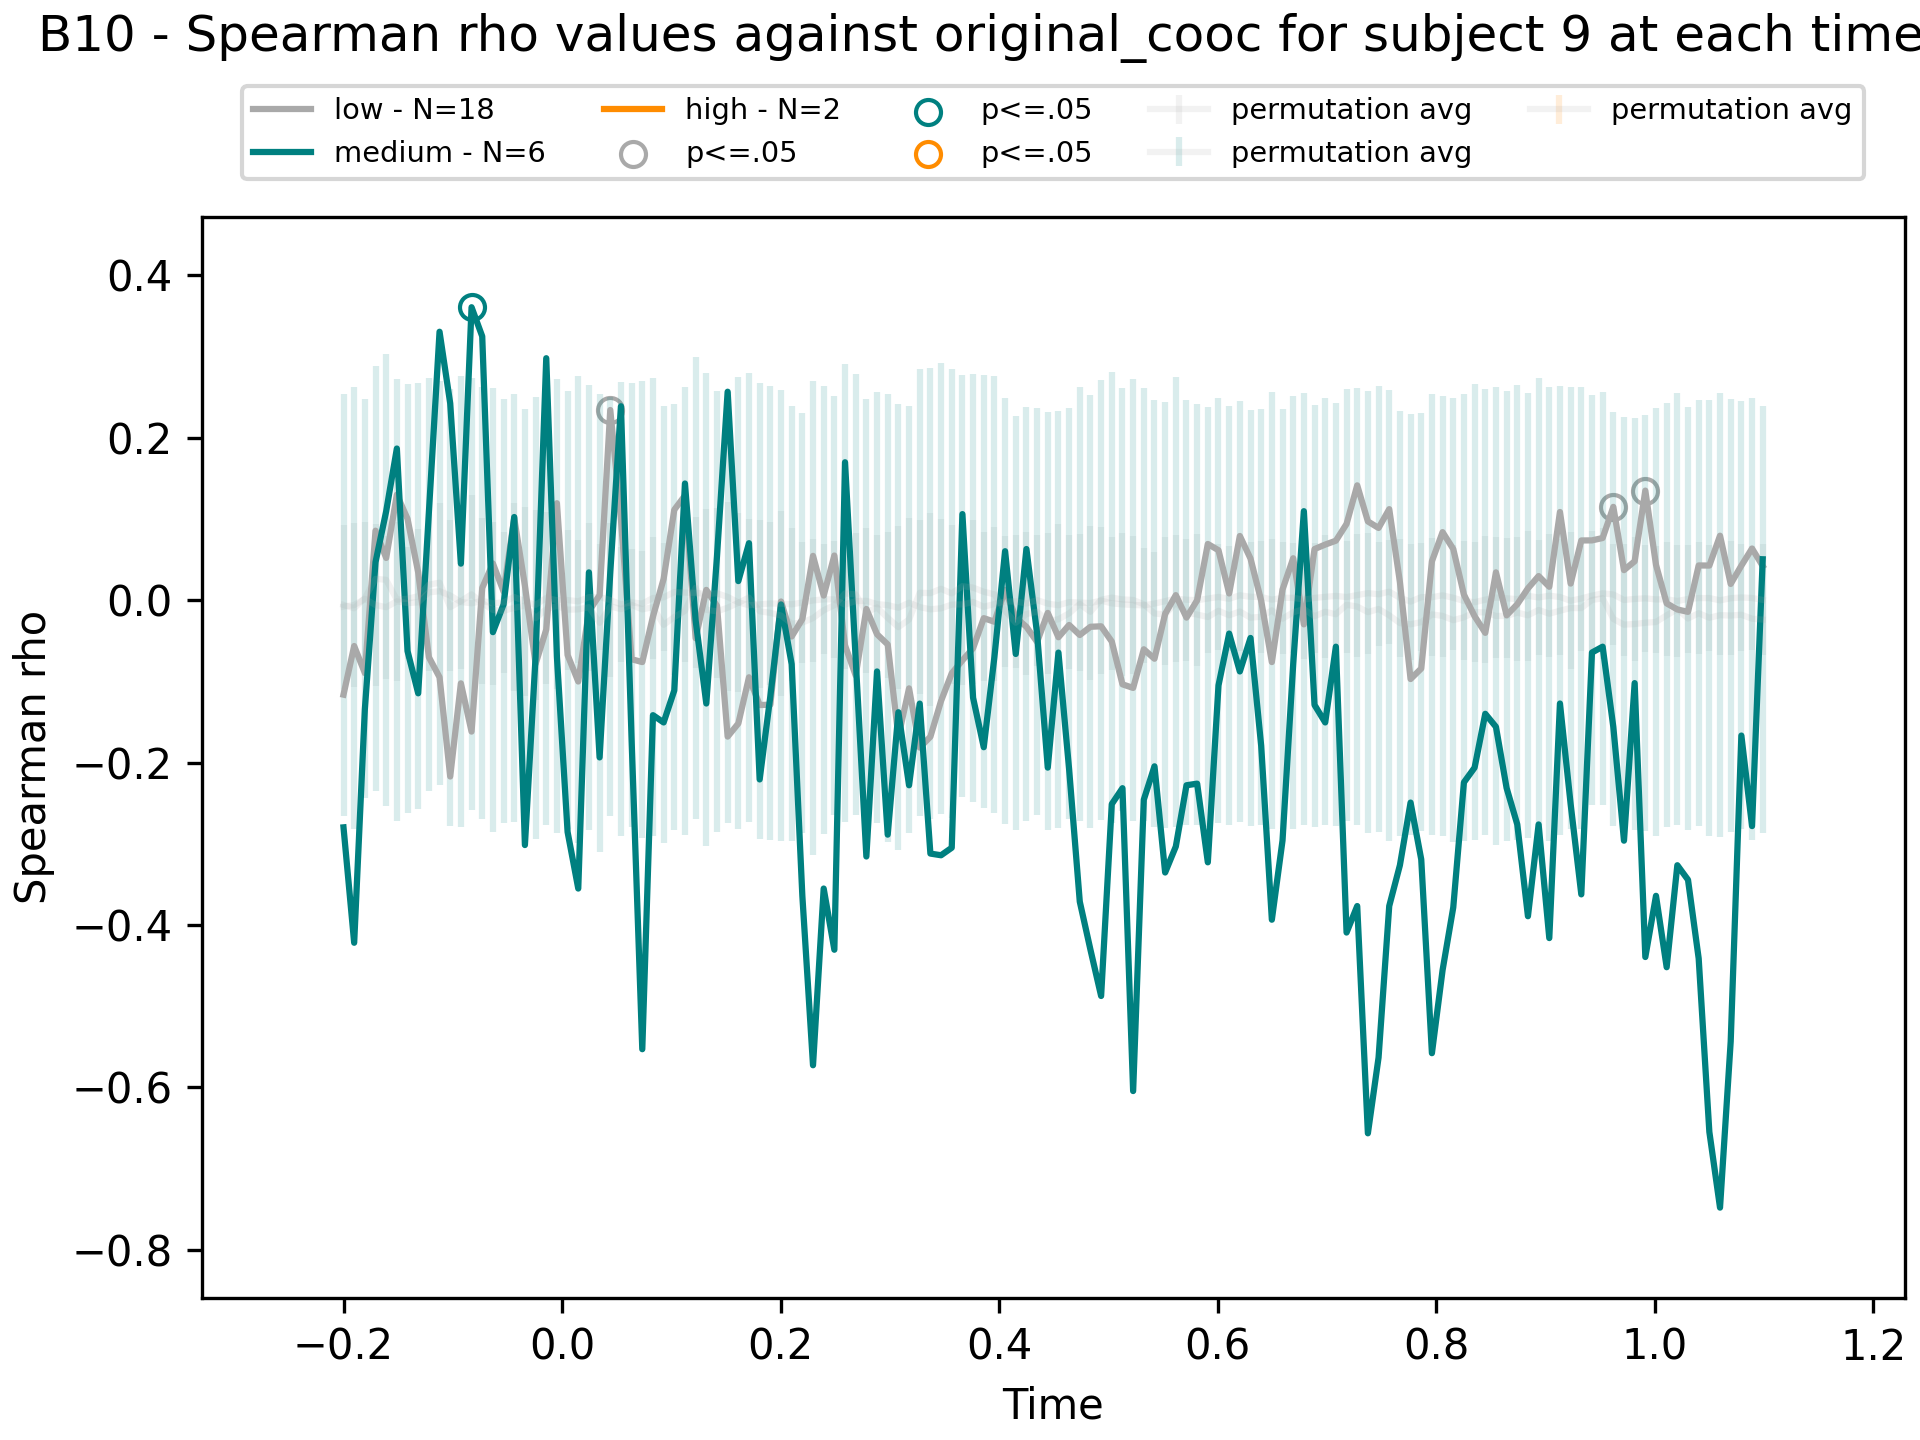 B10 - Spearman rho values against original_cooc for subject 9 at each time
low - N=18
medium - N=6
high - N=2
p<=.05
p<=.05
p<=.05
permutation avg
permutation avg
permutation avg
Spearman rho
0.4
0.2
0.0
−0.2
−0.4
−0.6
−0.8
−0.2
0.0
0.2
0.4
0.6
0.8
1.0
1.2
Time